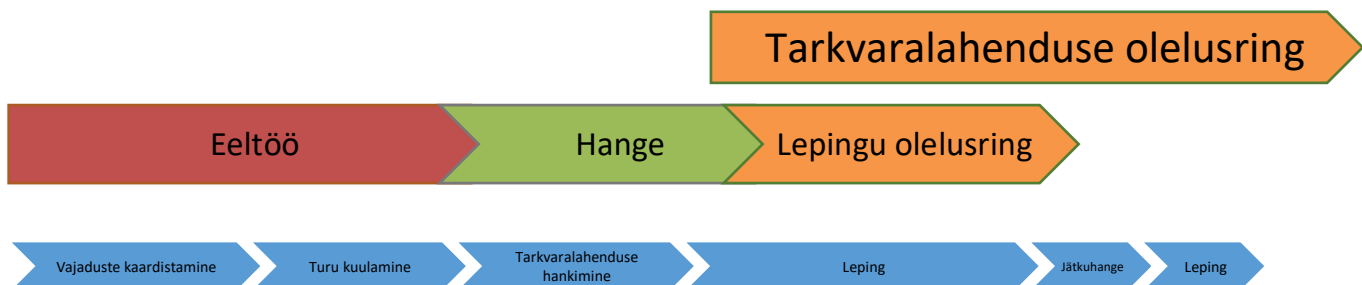 Tarkvaralahenduse olelusring
Eeltöö
Hange
Lepingu olelusring
Vajaduste kaardistamine
Turu kuulamine
Tarkvaralahenduse
hankimine
Leping
Jätkuhange
Leping